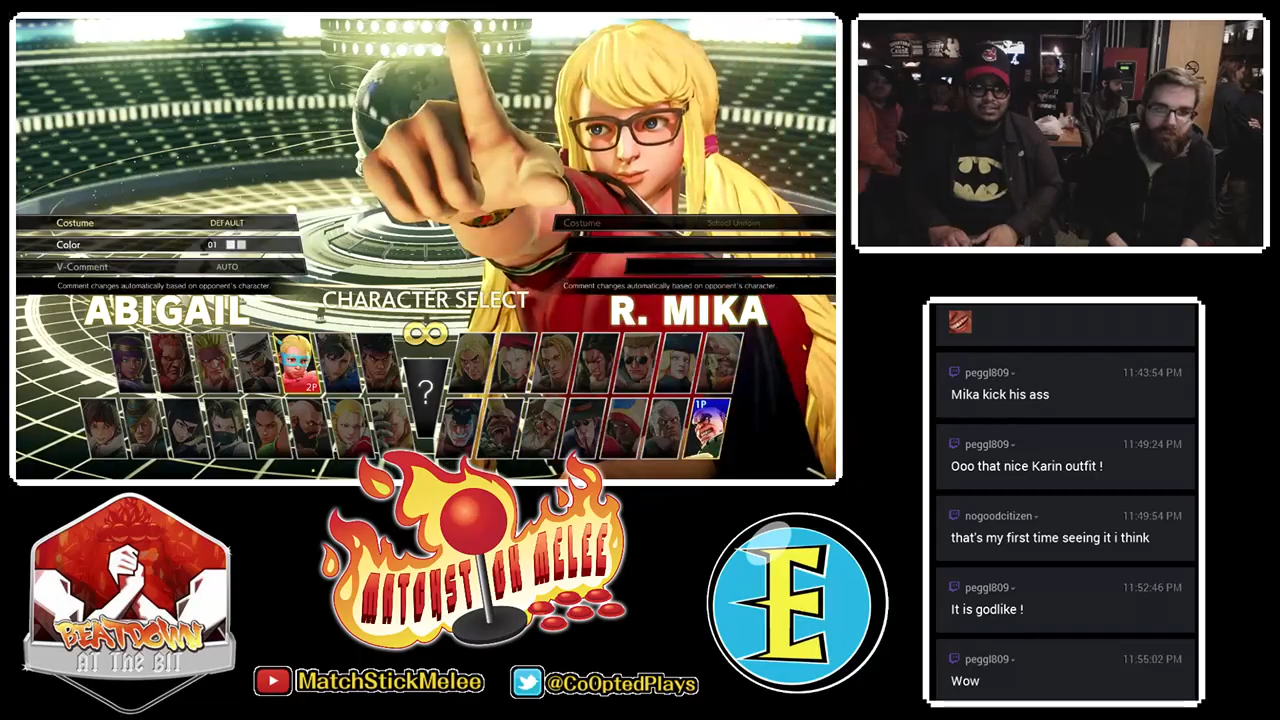 Costume DEFAULT
Color 01
V-Comment AUTO
Comment changes automatically based on opponent's character.
Costume School Uniform
Comment changes automatically based on opponent's character.
ABIGAIL
CHARACTER SELECT
R. MIKA
∞
2P
?
1P
peggl809
11:43:54 PM
Mika kick his ass
peggl809
11:49:24 PM
Ooo that nice Karin outfit !
nogoodcitizen
11:49:54 PM
that's my first time seeing it i think
peggl809
11:52:46 PM
It is godlike !
peggl809
11:55:02 PM
Wow
BEATDOWN
AT THE BIT
MATCHSTICK MELEE
E
MatchStickMelee
@CoOptedPlays